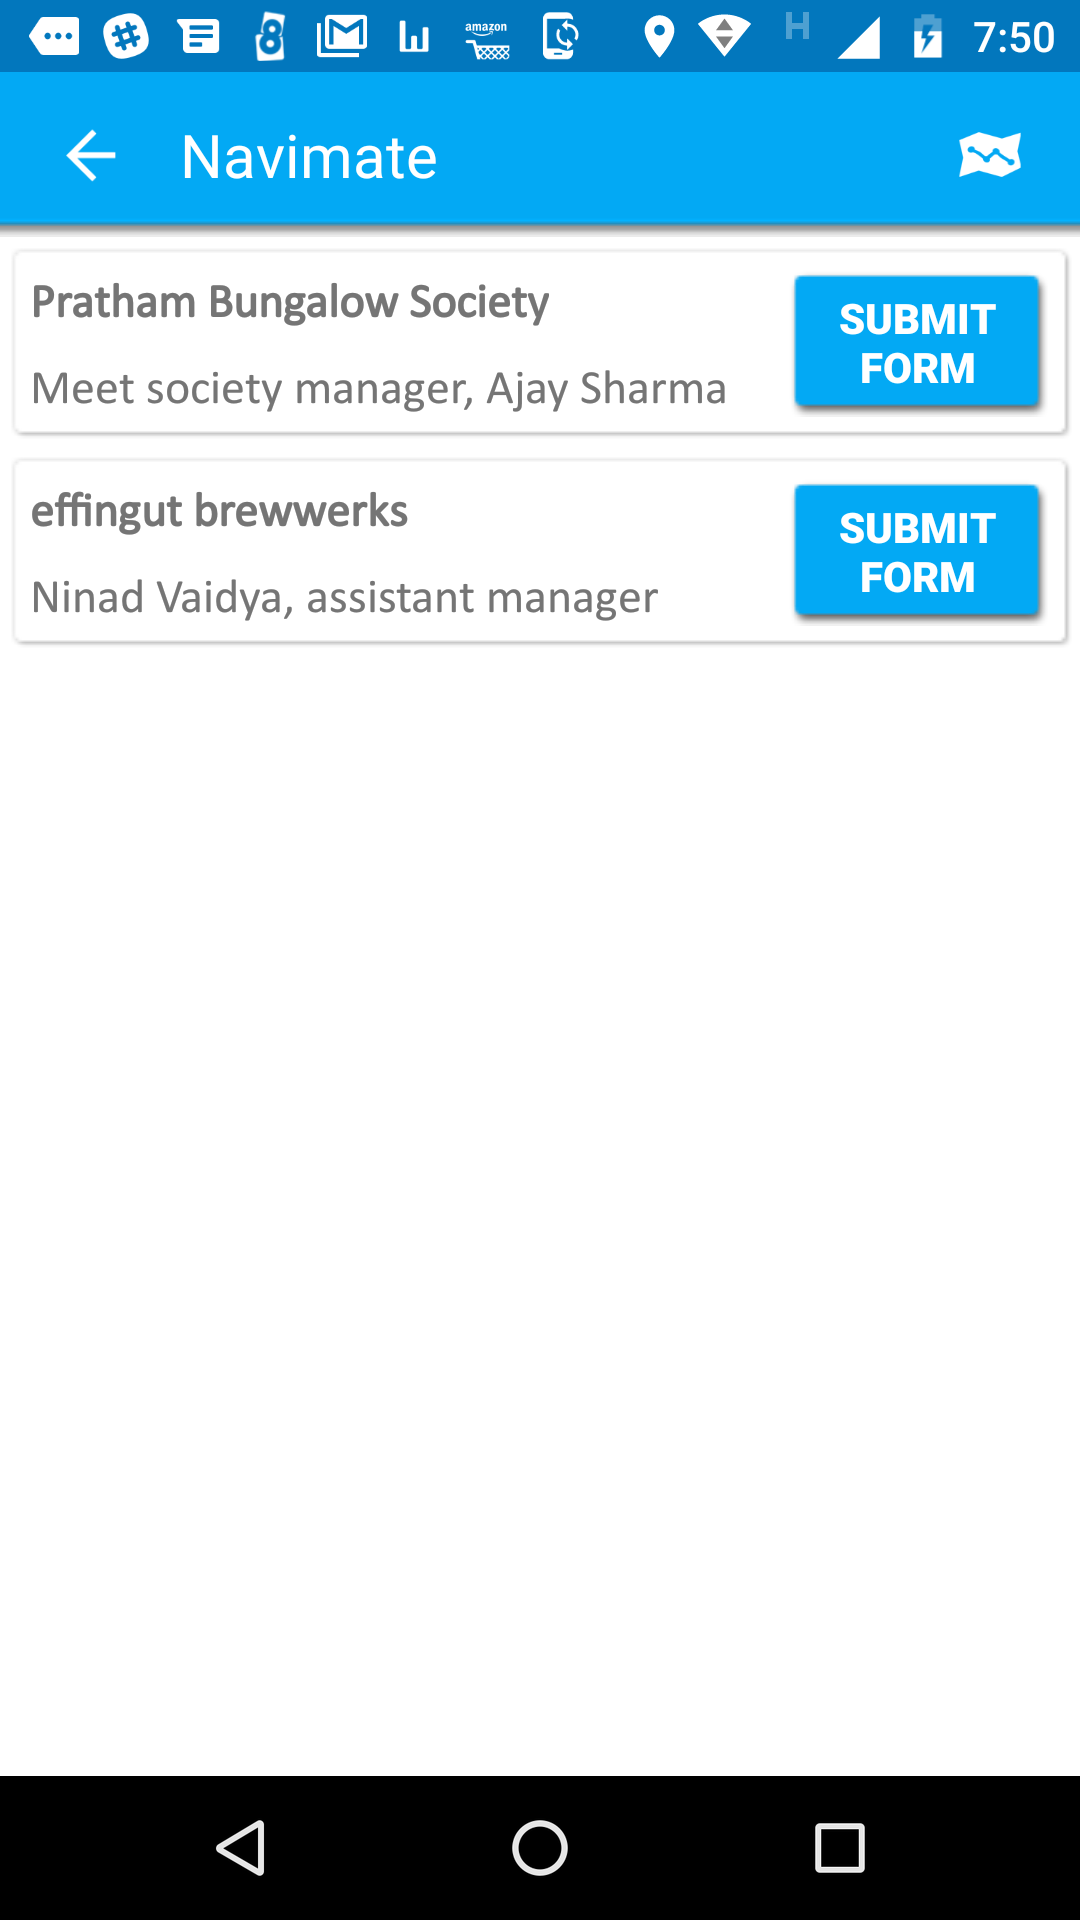 amazon
H
7:50
Navimate
Pratham Bungalow Society
Meet society manager, Ajay Sharma
SUBMIT
FORM
effingut brewwerks
Ninad Vaidya, assistant manager
SUBMIT
FORM